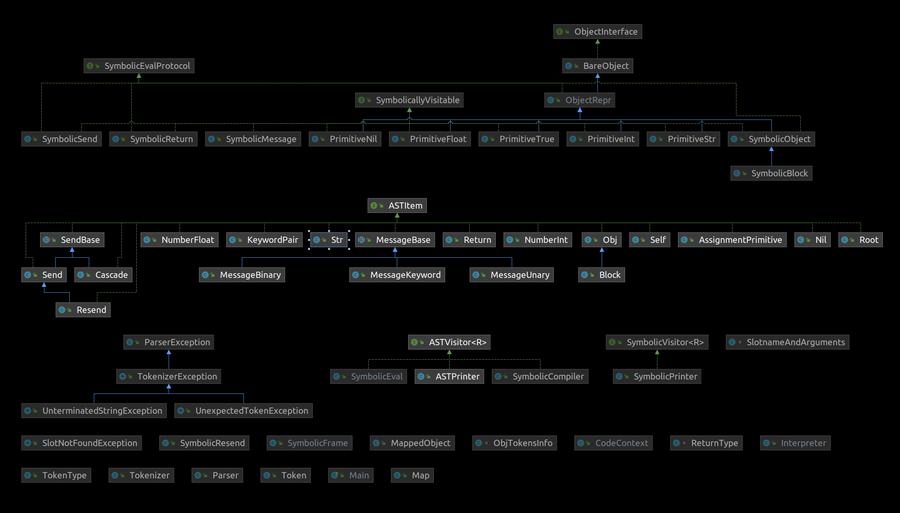 ObjectInterface
SymbolicEvalProtocol
BareObject
SymbolicallyVisitable
ObjectRepr
SymbolicSend SymbolicReturn SymbolicMessage PrimitiveNil PrimitiveFloat PrimitiveTrue PrimitiveInt PrimitiveStr SymbolicObject
SymbolicBlock
ASTItem
SendBase NumberFloat KeywordPair Str MessageBase Return NumberInt Obj Self AssignmentPrimitive Nil Root
Send Cascade MessageBinary MessageKeyword MessageUnary Block
Resend
ParserException ASTVisitor<R> SymbolicVisitor<R> SlotnameAndArguments
TokenizerException SymbolicEval ASTPrinter SymbolicCompiler SymbolicPrinter
UnterminatedStringException UnexpectedTokenException
SlotNotFoundException SymbolicResend SymbolicFrame MappedObject ObjTokensInfo CodeContext ReturnType Interpreter
TokenType Tokenizer Parser Token Main Map